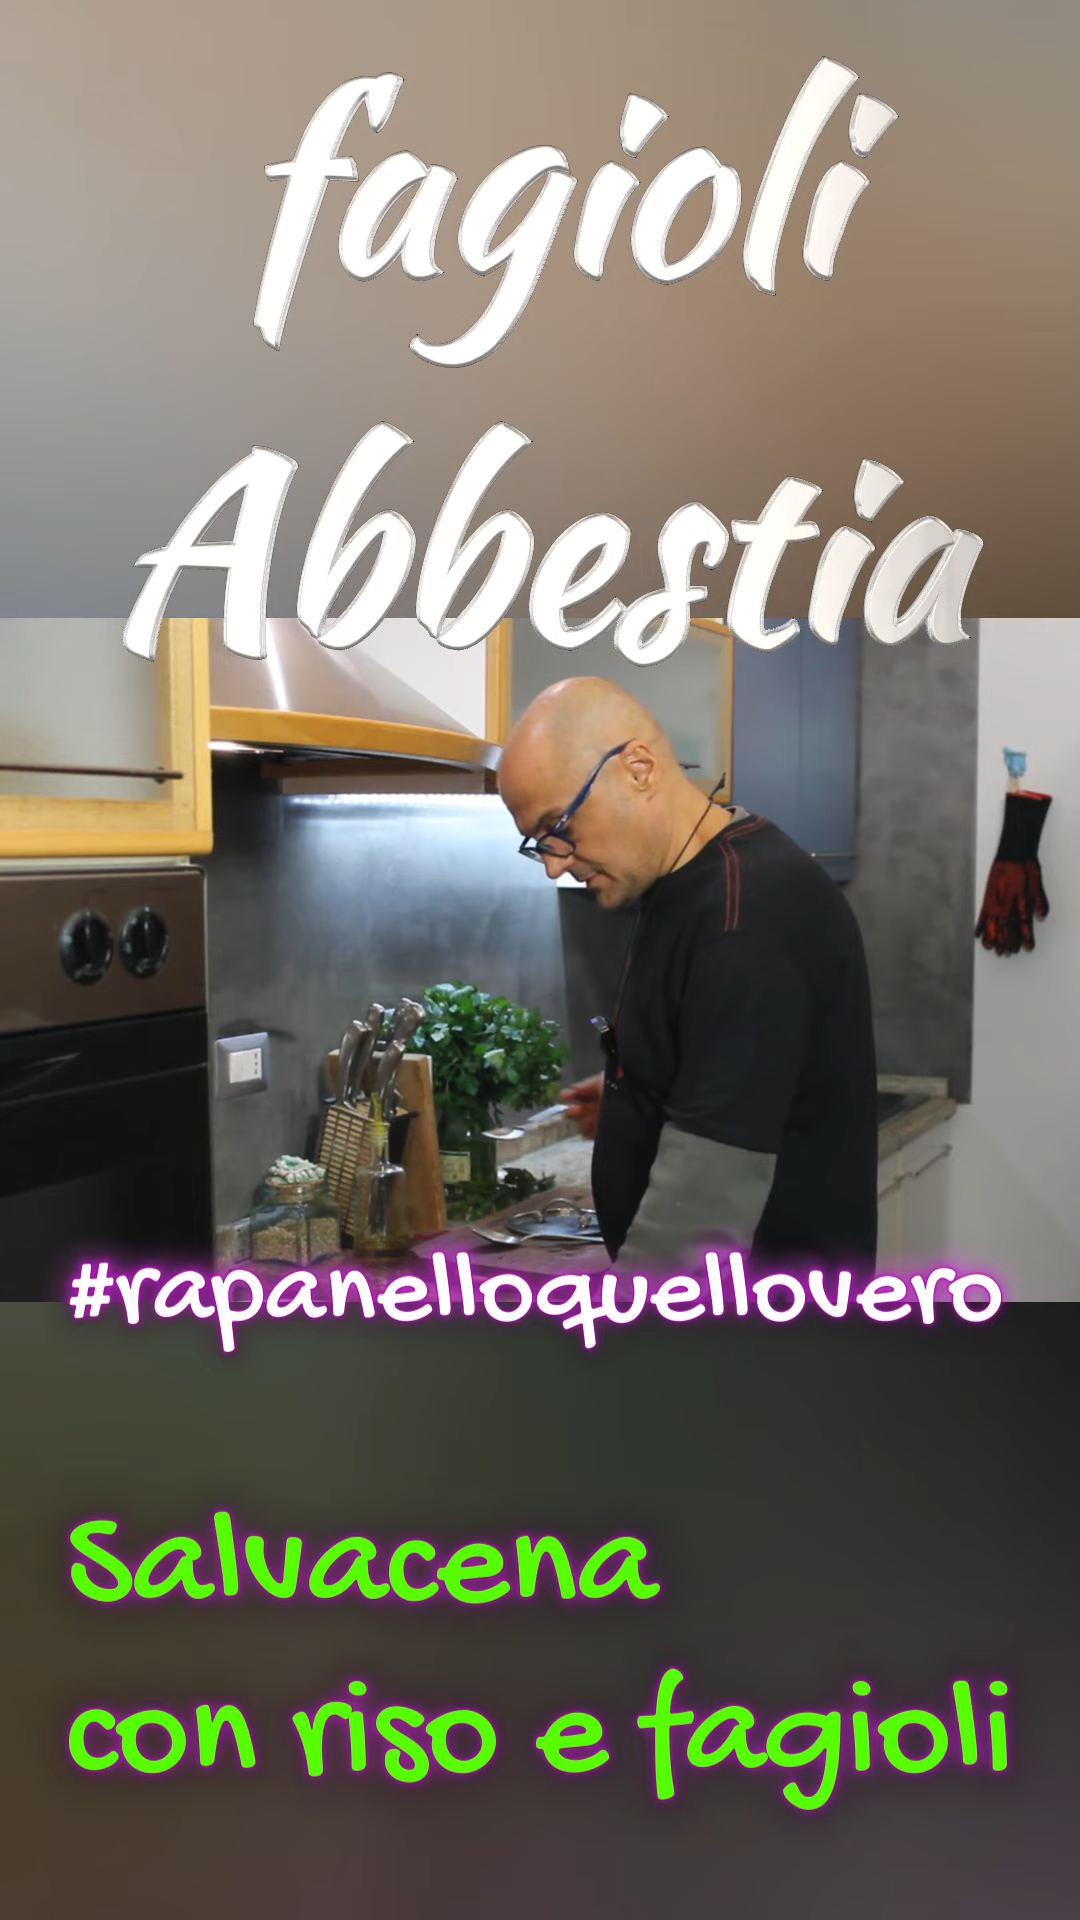 fagioli
Abbestia
#rapanelloquellovero
Salvacena
con riso e fagioli